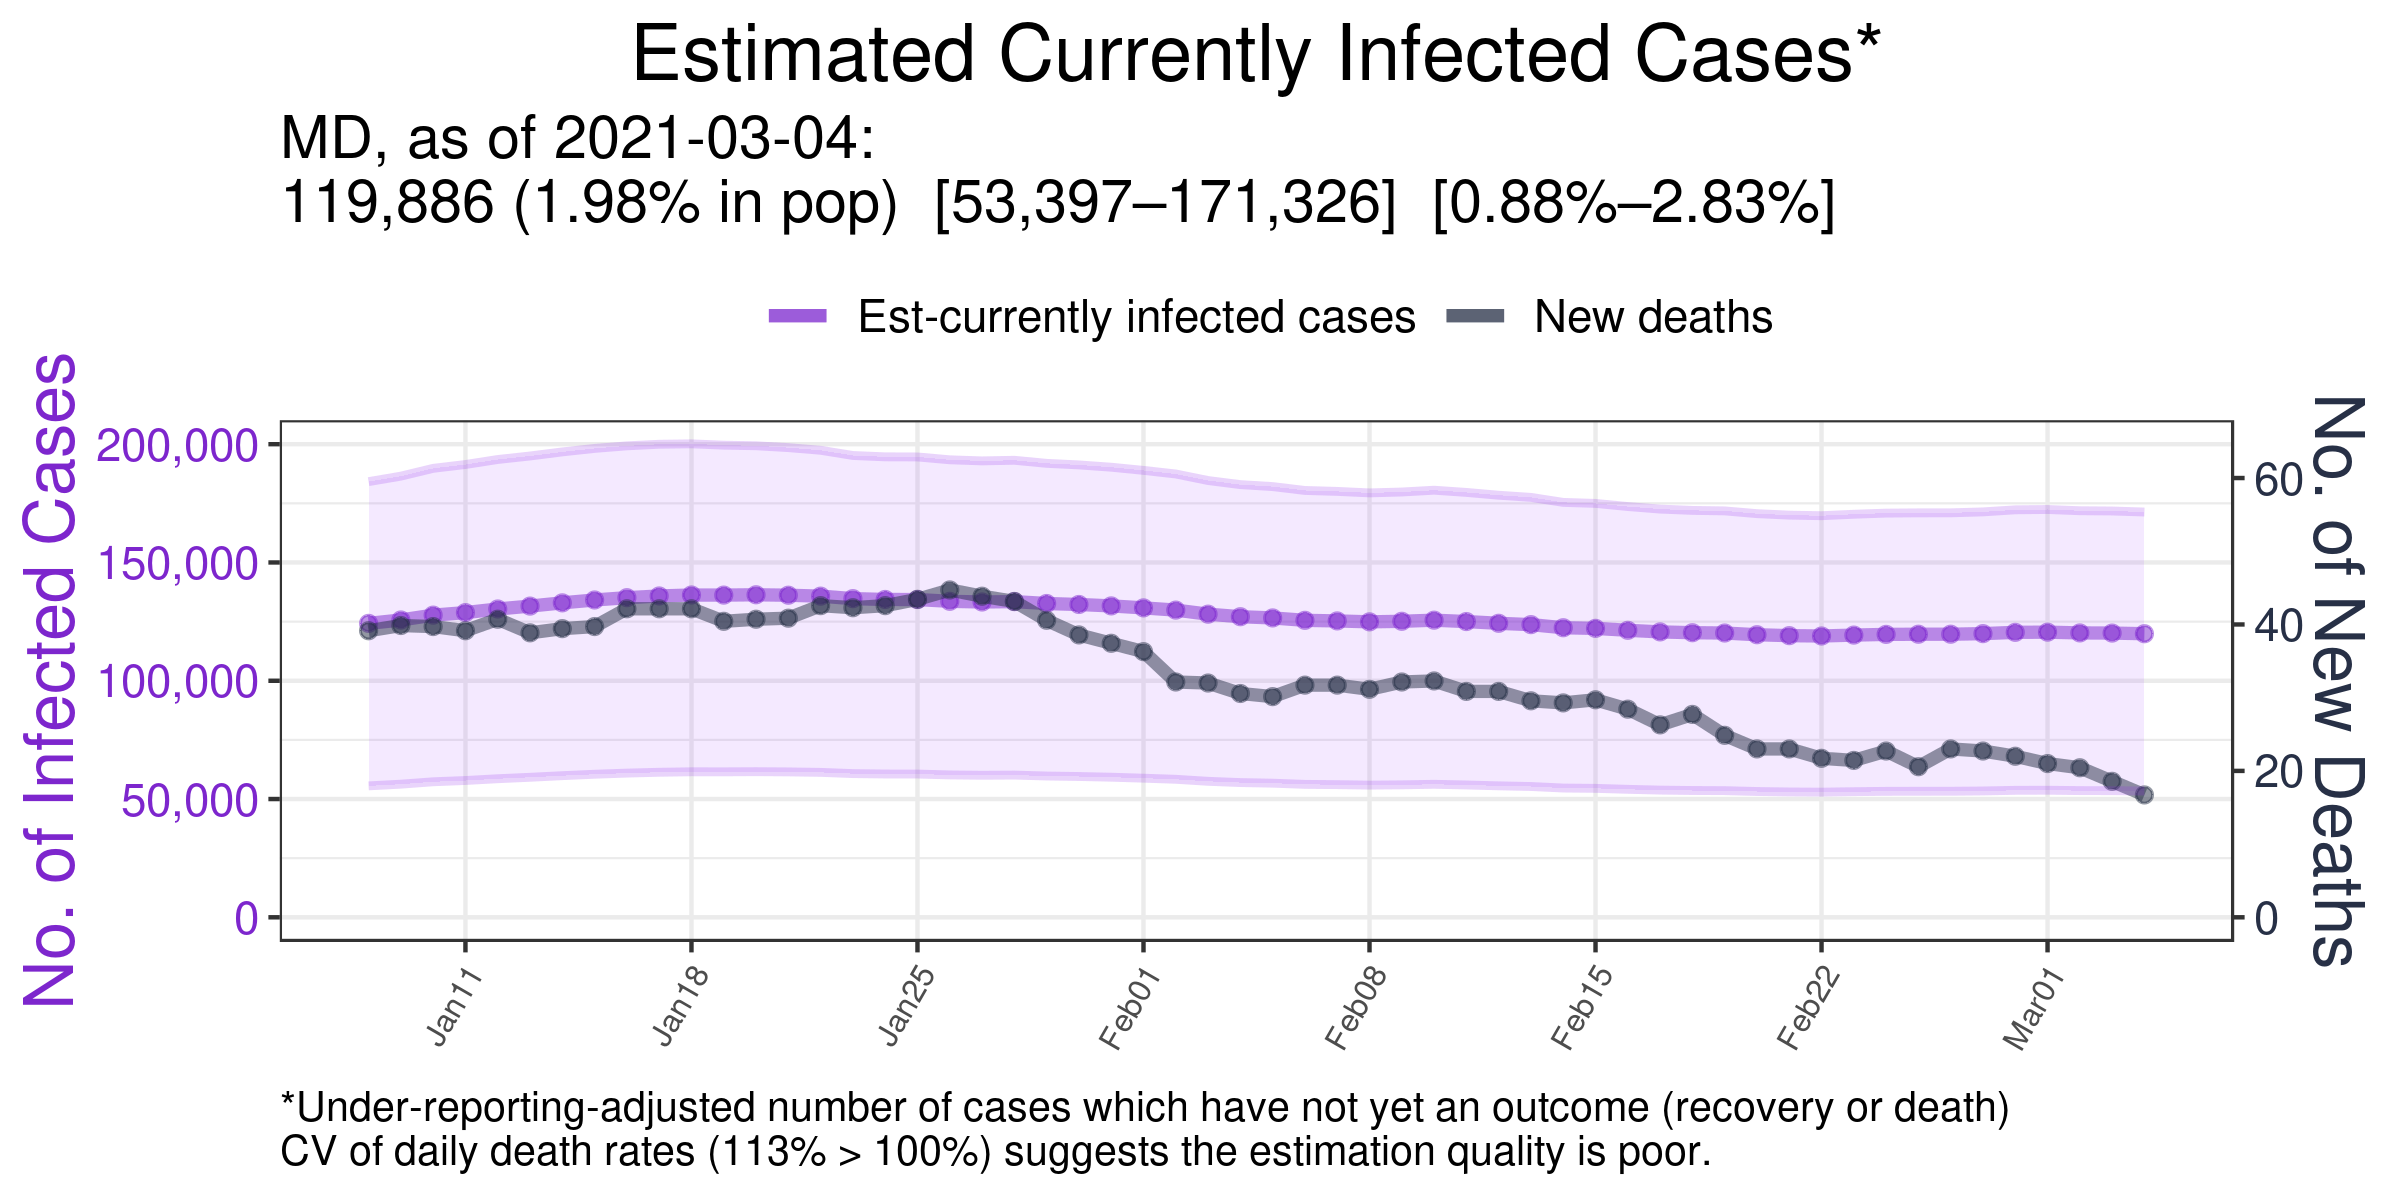 Estimated Currently Infected Cases*
MD, as of 2021-03-04:
119,886 (1.98% in pop)  [53,397–171,326]  [0.88%–2.83%]
Est-currently infected cases
New deaths
No. of Infected Cases
200,000
150,000
100,000
50,000
0
60
40
20
0
No. of New Deaths
Jan11
Jan18
Jan25
Feb01
Feb08
Feb15
Feb22
Mar01
*Under-reporting-adjusted number of cases which have not yet an outcome (recovery or death)
CV of daily death rates (113% > 100%) suggests the estimation quality is poor.